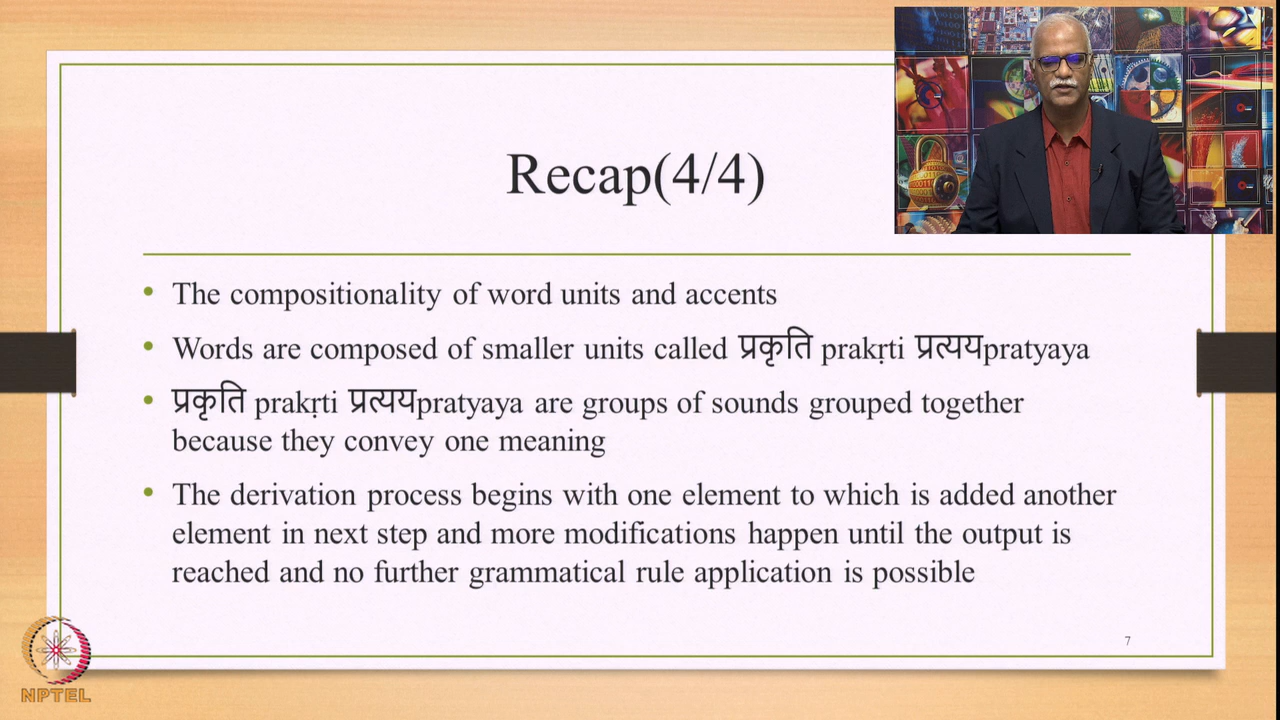 Recap(4/4)
• The compositionality of word units and accents
• Words are composed of smaller units called प्रकृति prakṛti प्रत्ययpratyaya
• प्रकृति prakṛti प्रत्ययpratyaya are groups of sounds grouped together
because they convey one meaning
• The derivation process begins with one element to which is added another
element in next step and more modifications happen until the output is
reached and no further grammatical rule application is possible
7
NPTEL